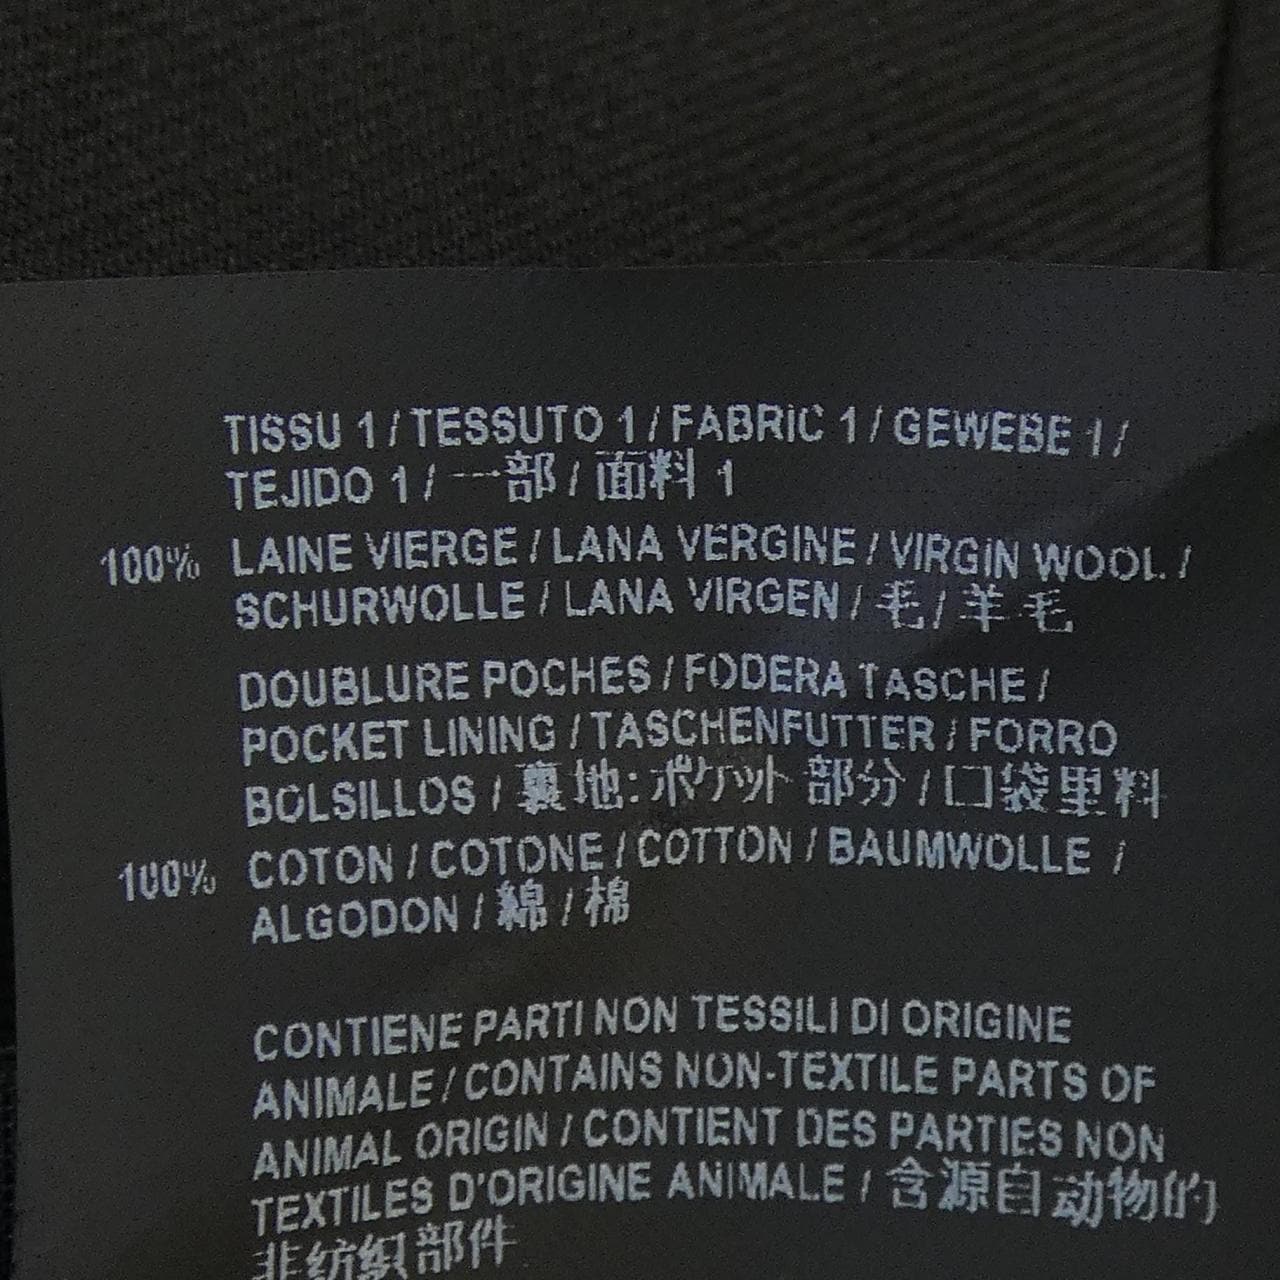 TISSU 1 / TESSUTO 1 / FABRIC 1 / GEWEBE 1 /
TEJIDO 1 / 一部 / 面料 1
100% LAINE VIERGE / LANA VERGINE / VIRGIN WOOL /
SCHURWOLLE / LANA VIRGEN / 毛 / 羊毛
DOUBLURE POCHES / FODERA TASCHE /
POCKET LINING / TASCHENFUTTER / FORRO
BOLSILLOS / 裏地:ポケット部分 / 口袋里料
100% COTON / COTONE / COTTON / BAUMWOLLE /
ALGODON / 綿 / 棉
CONTIENE PARTI NON TESSILI DI ORIGINE
ANIMALE / CONTAINS NON-TEXTILE PARTS OF
ANIMAL ORIGIN / CONTIENT DES PARTIES NON
TEXTILES D'ORIGINE ANIMALE / 含源自动物的
非纺织部件